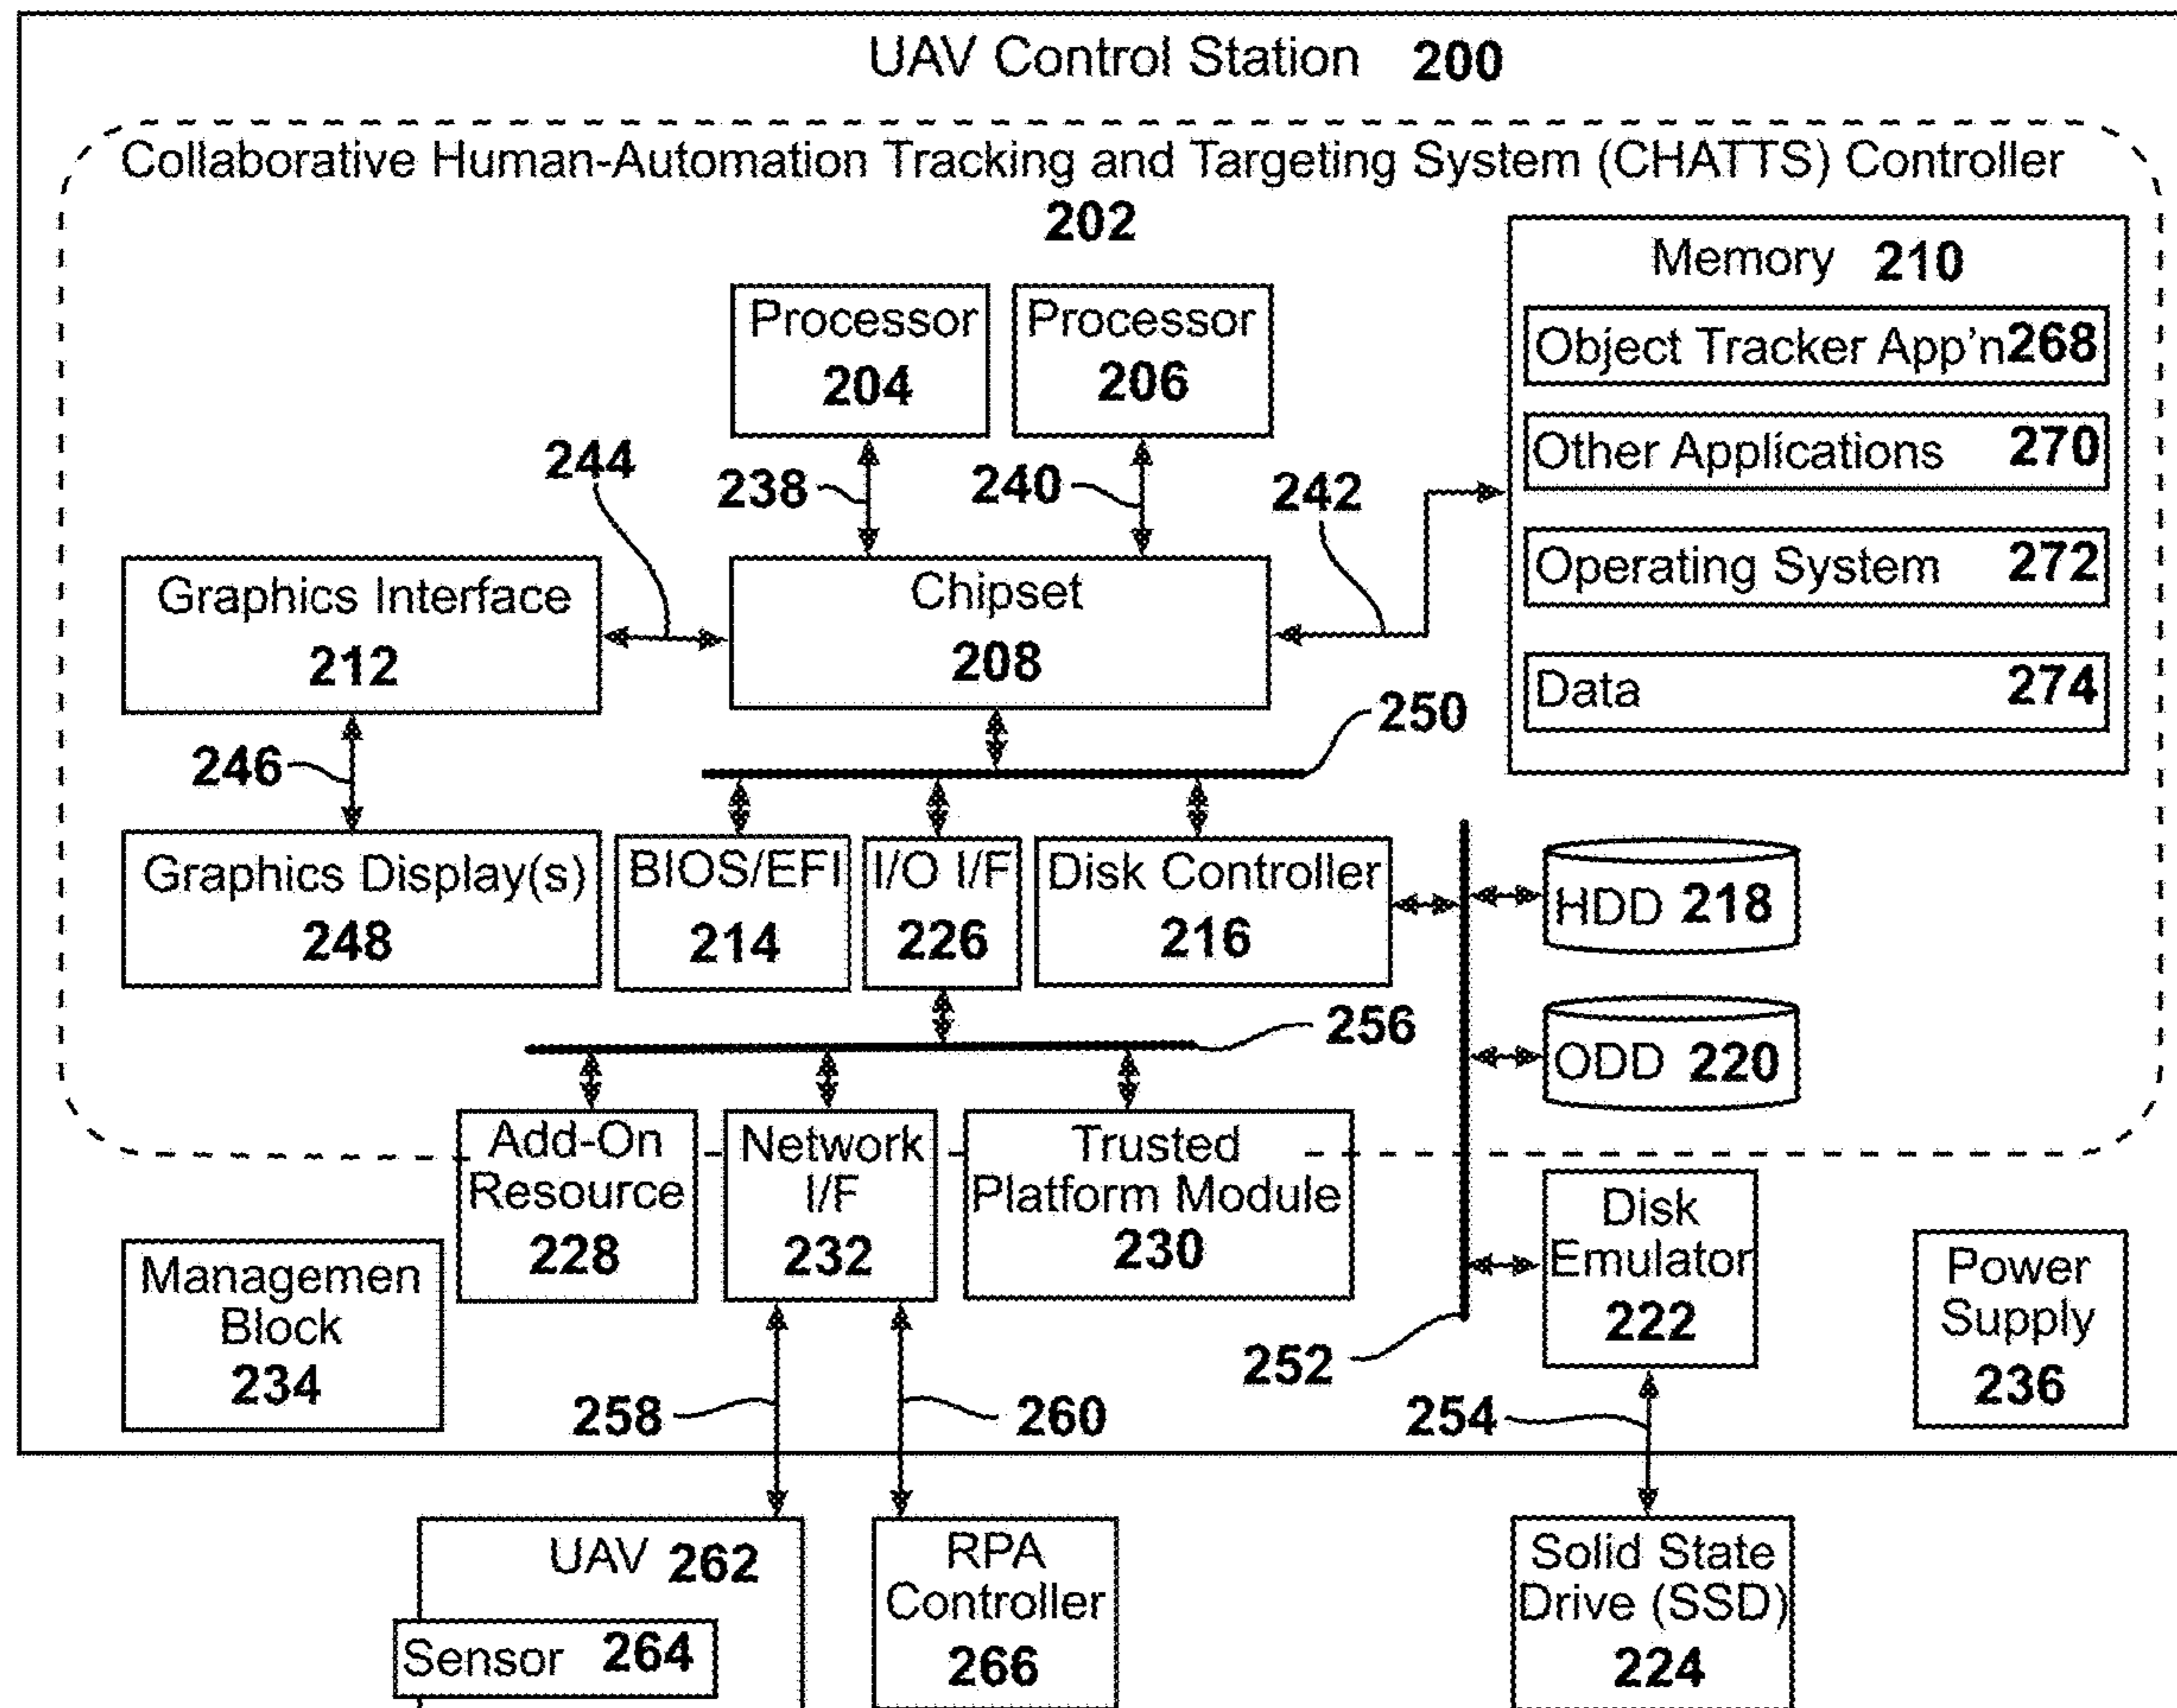 UAV Control Station 200
Collaborative Human-Automation Tracking and Targeting System (CHATTS) Controller
202
Memory 210
Object Tracker App'n 268
Other Applications 270
Operating System 272
Data 274
Processor
204
Processor
206
238
240
242
244
Graphics Interface
212
Chipset
208
250
246
Graphics Display(s)
248
BIOS/EFI
214
I/O I/F
226
Disk Controller
216
HDD 218
ODD 220
256
Add-On
Resource
228
Network
I/F
232
Trusted
Platform Module
230
Disk
Emulator
222
Managemen
Block
234
Power
Supply
236
252
258
260
254
UAV 262
Sensor 264
RPA
Controller
266
Solid State
Drive (SSD)
224